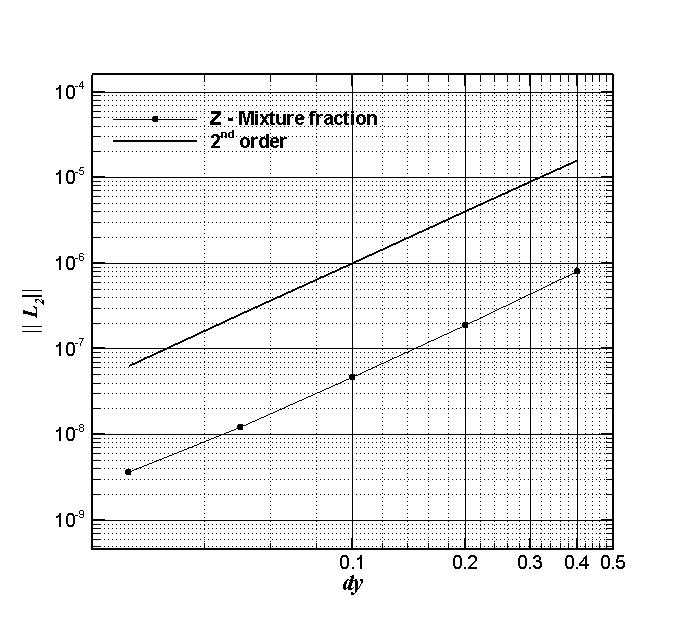 10⁻⁴
Z - Mixture fraction
2ⁿᵈ order
10⁻⁵
10⁻⁶
|| L₂||
10⁻⁷
10⁻⁸
10⁻⁹
0.1 0.2 0.3 0.4 0.5
dy